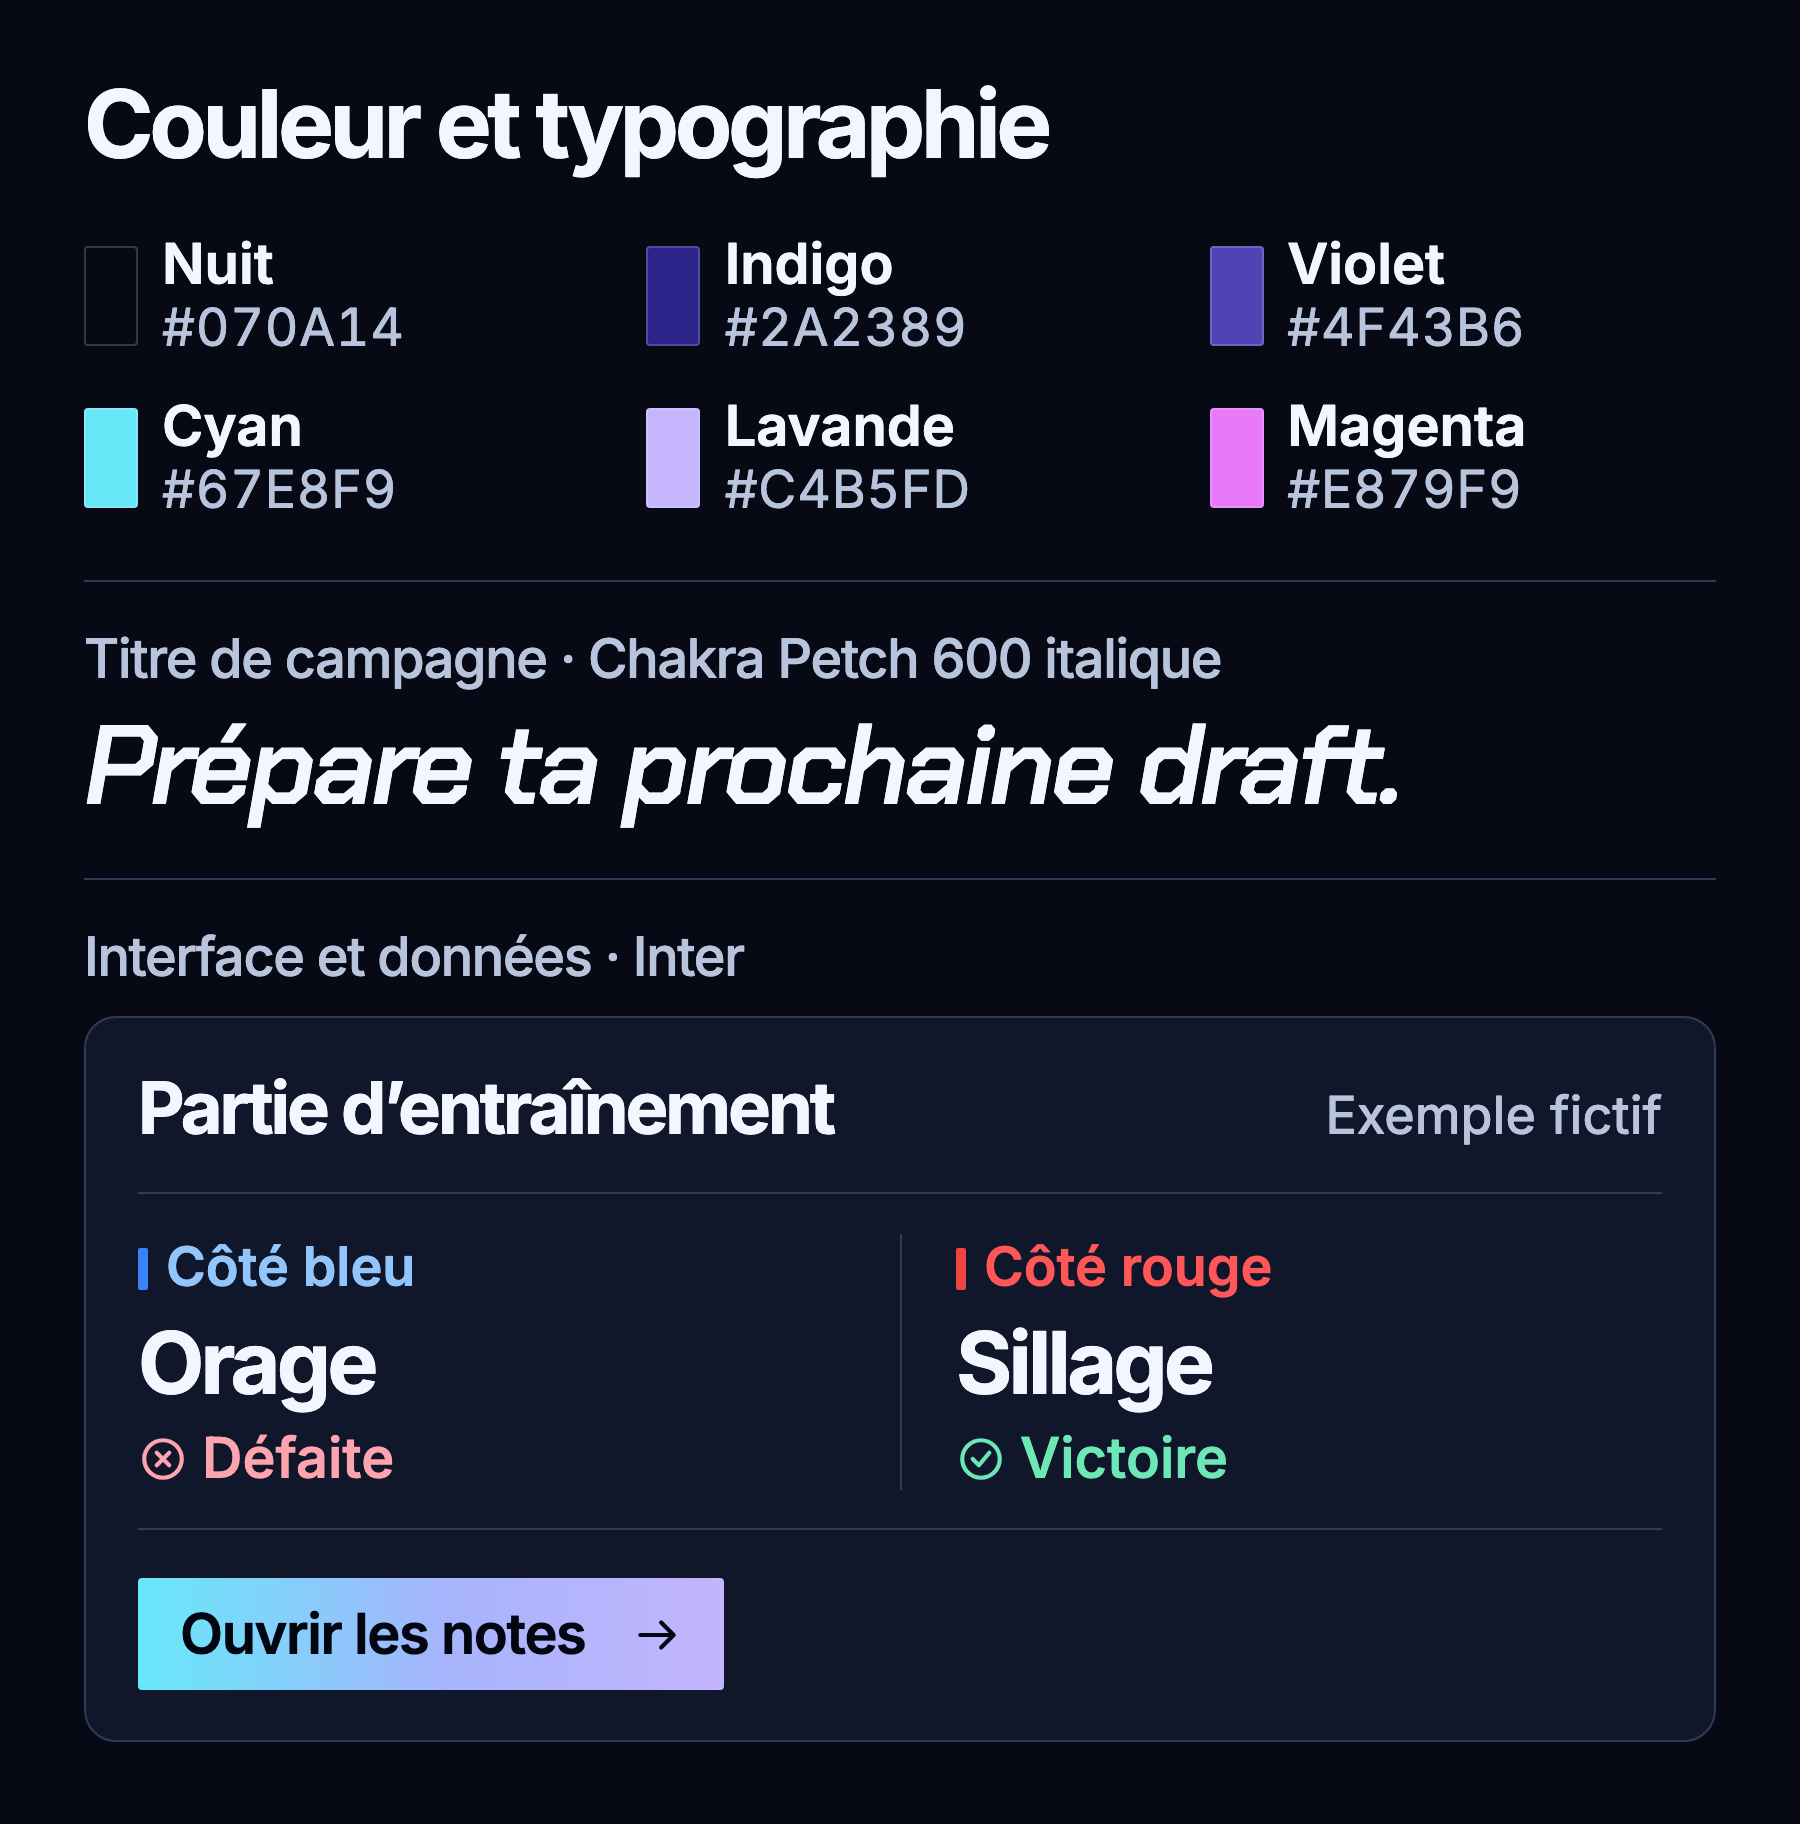 Couleur et typographie
Nuit
#070A14
Indigo
#2A2389
Violet
#4F43B6
Cyan
#67E8F9
Lavande
#C4B5FD
Magenta
#E879F9
Titre de campagne · Chakra Petch 600 italique
Prépare ta prochaine draft.
Interface et données · Inter
Partie d’entraînement
Exemple fictif
Côté bleu
Orage
Défaite
Côté rouge
Sillage
Victoire
Ouvrir les notes →